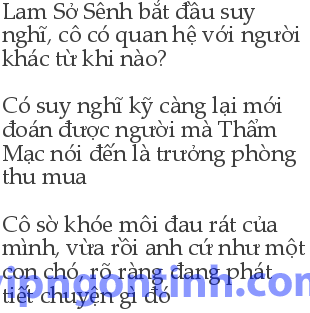 Lam Sở Sênh bắt đầu suy
nghĩ, cô có quan hệ với người
khác từ khi nào?
Có suy nghĩ kỹ càng lại mới
đoán được người mà Thẩm
Mạc nói đến là trưởng phòng
thu mua
Cô sờ khóe môi đau rát của
mình, vừa rồi anh cứ như một
con chó, rõ ràng đang phát
tiết chuyện gì đó
vipngontinh.com